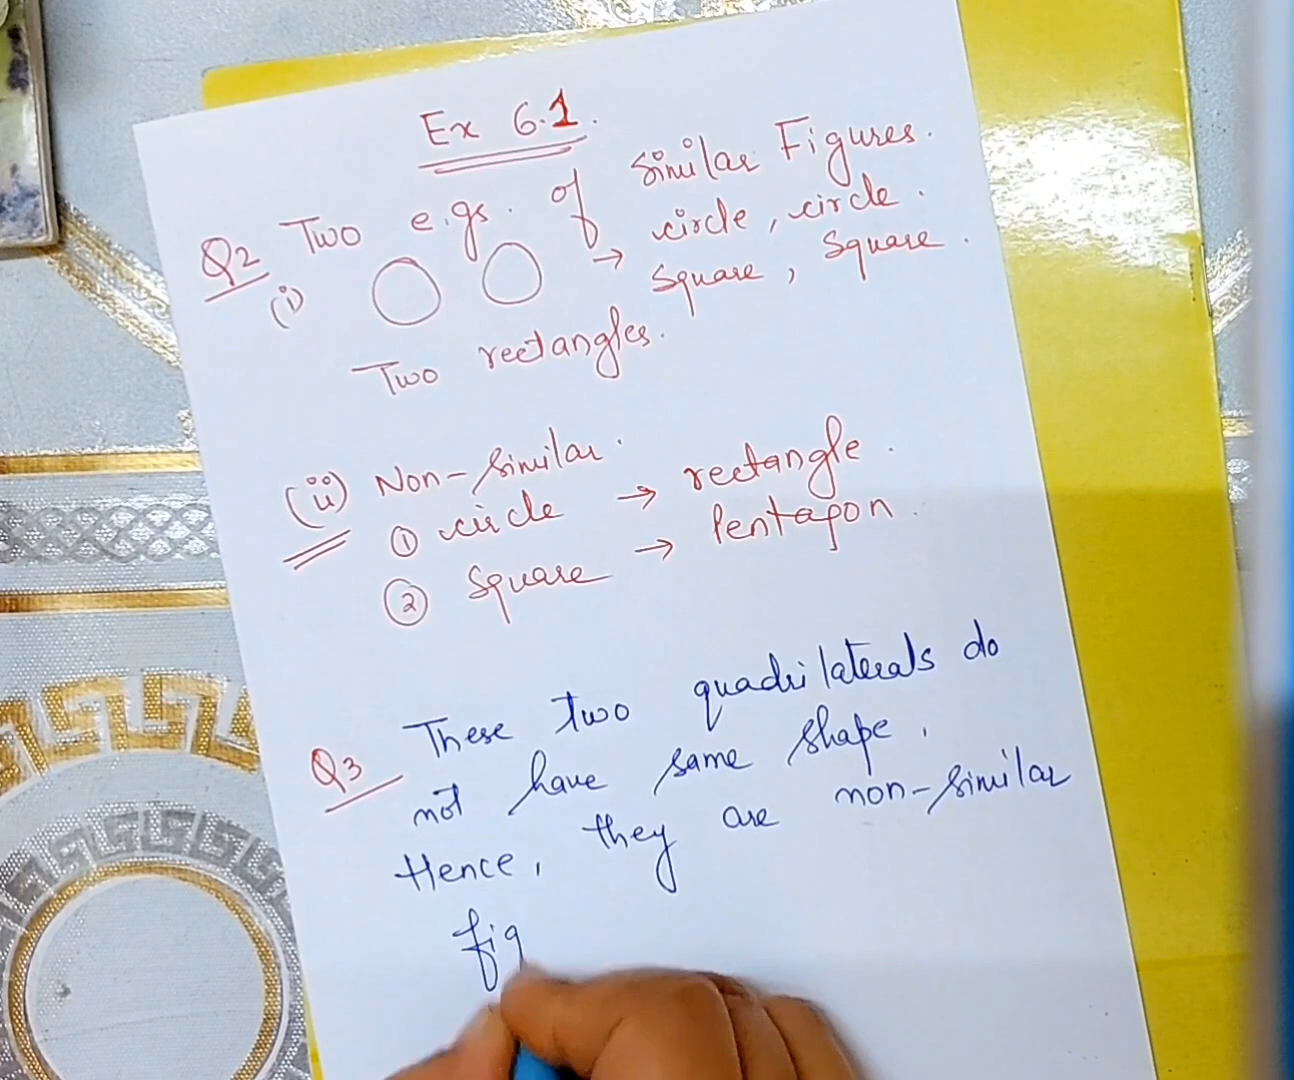 Ex 6.1.
Q2 Two e.gs. of similar Figures.
(i) → circle, circle.
square, square.
Two rectangles.
(ii) Non-similar.
① circle → rectangle.
② square → Pentagon.
Q3 These two quadrilaterals do
not have same shape.
Hence, they are non-similar
fig